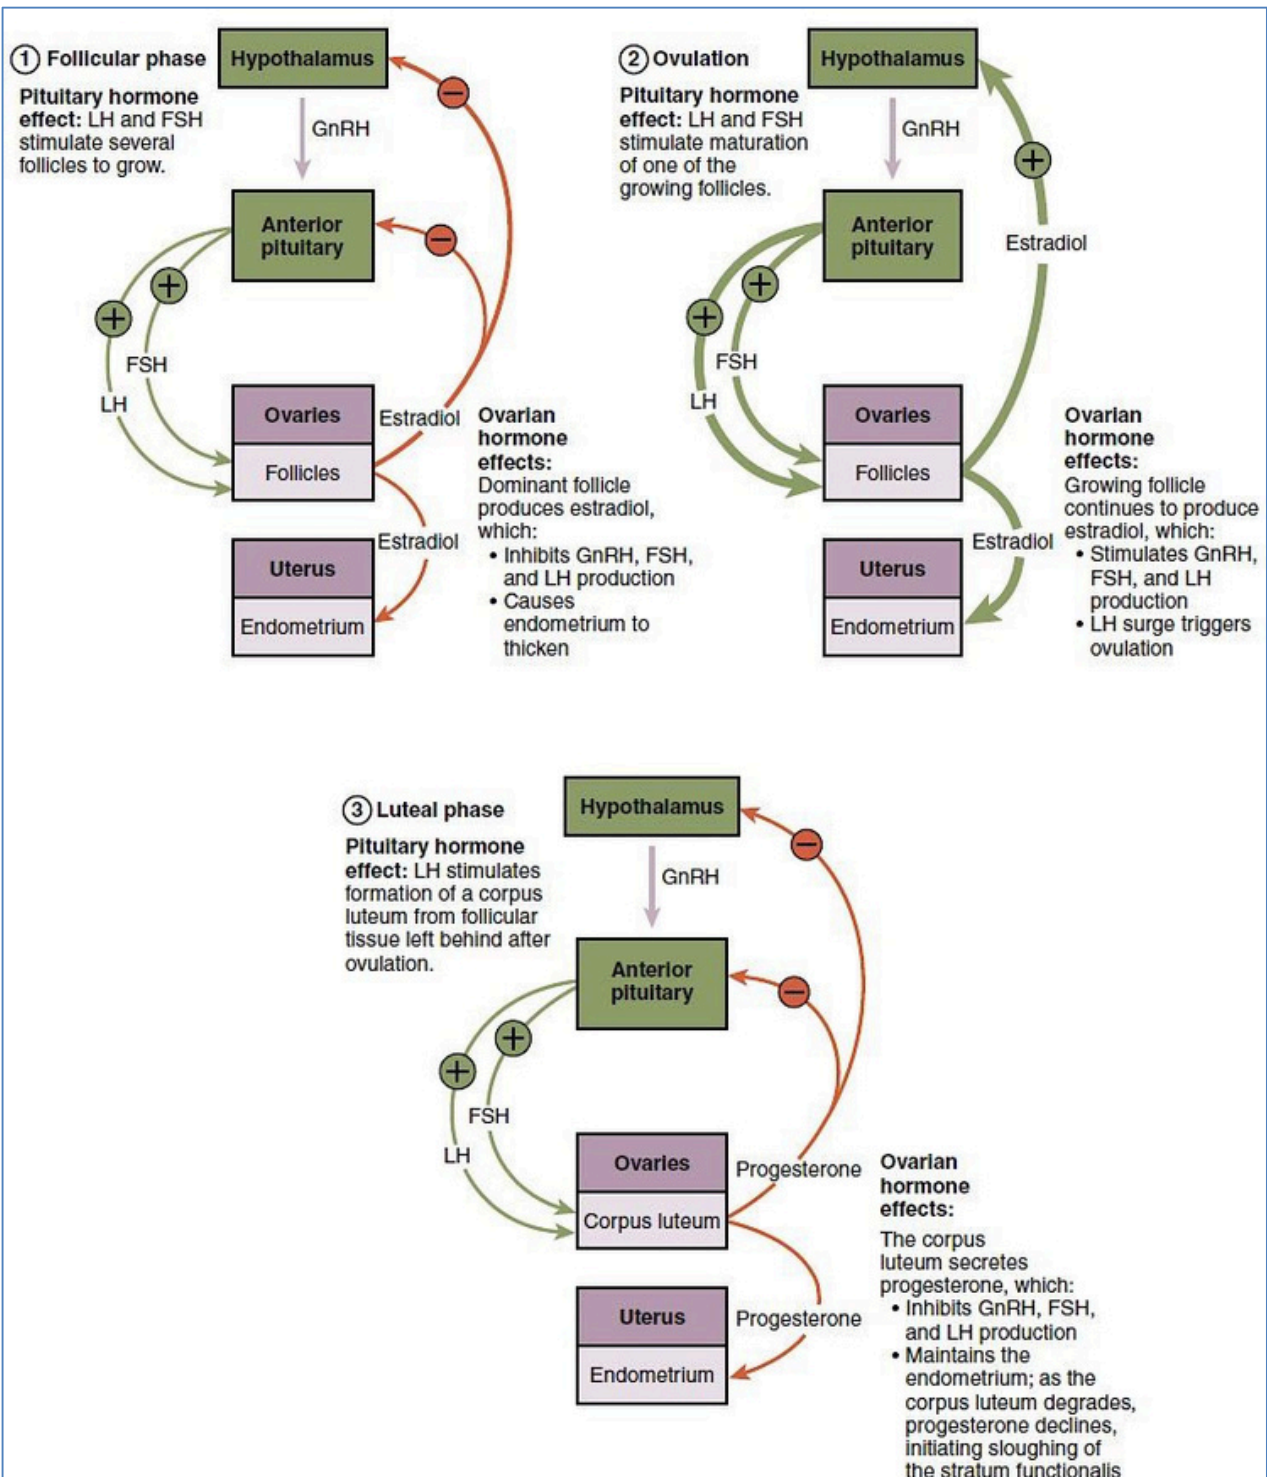 1 Follicular phase
Pituitary hormone
effect: LH and FSH
stimulate several
follicles to grow.
Hypothalamus
−
GnRH
Anterior
pituitary
−
+
+
FSH
LH
Ovaries
Follicles
Estradiol
Estradiol
Uterus
Endometrium
Ovarian
hormone
effects:
Dominant follicle
produces estradiol,
which:
• Inhibits GnRH, FSH,
and LH production
• Causes
endometrium to
thicken
2 Ovulation
Pituitary hormone
effect: LH and FSH
stimulate maturation
of one of the
growing follicles.
Hypothalamus
GnRH
+
Estradiol
Anterior
pituitary
+
+
FSH
LH
Ovaries
Follicles
Estradiol
Uterus
Endometrium
Ovarian
hormone
effects:
Growing follicle
continues to produce
estradiol, which:
• Stimulates GnRH,
FSH, and LH
production
• LH surge triggers
ovulation
3 Luteal phase
Pituitary hormone
effect: LH stimulates
formation of a corpus
luteum from follicular
tissue left behind after
ovulation.
Hypothalamus
−
GnRH
Anterior
pituitary
−
+
+
FSH
LH
Ovaries
Corpus luteum
Progesterone
Progesterone
Uterus
Endometrium
Ovarian
hormone
effects:
The corpus
luteum secretes
progesterone, which:
• Inhibits GnRH, FSH,
and LH production
• Maintains the
endometrium; as the
corpus luteum degrades,
progesterone declines,
initiating sloughing of
the stratum functionalis